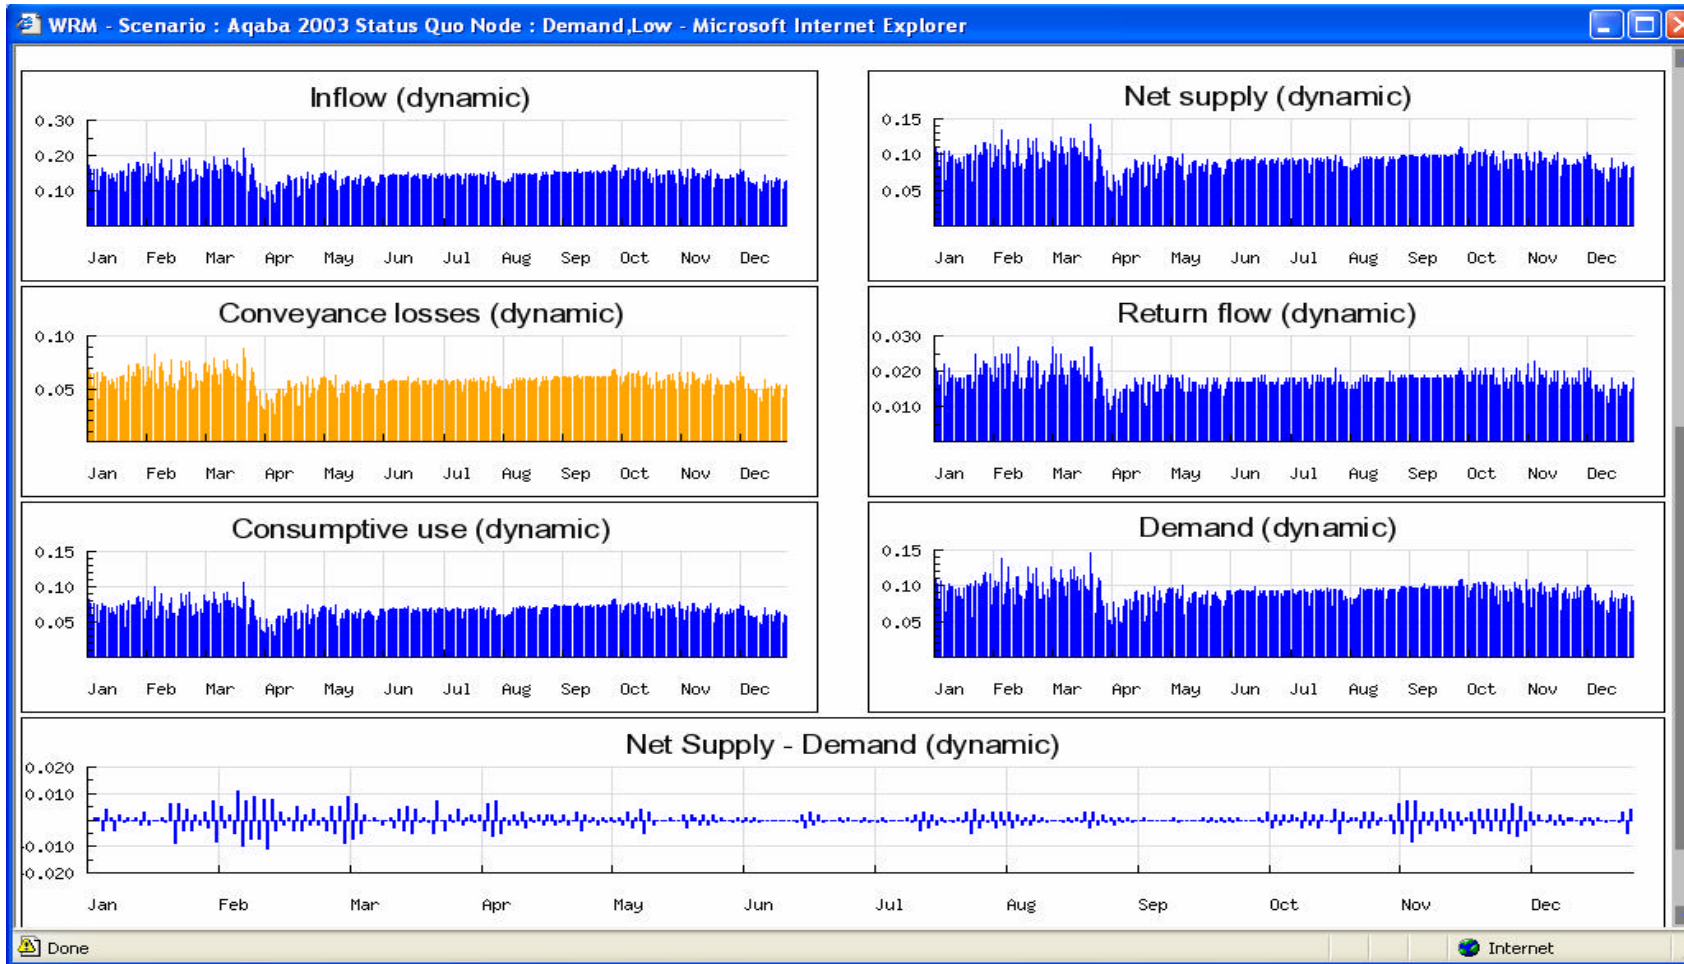 WRM - Scenario : Aqaba 2003 Status Quo Node : Demand,Low - Microsoft Internet Explorer
Inflow (dynamic)
0.30
0.20
0.10
Jan Feb Mar Apr May Jun Jul Aug Sep Oct Nov Dec
Net supply (dynamic)
0.15
0.10
0.05
Jan Feb Mar Apr May Jun Jul Aug Sep Oct Nov Dec
Conveyance losses (dynamic)
0.10
0.05
Jan Feb Mar Apr May Jun Jul Aug Sep Oct Nov Dec
Return flow (dynamic)
0.030
0.020
0.010
Jan Feb Mar Apr May Jun Jul Aug Sep Oct Nov Dec
Consumptive use (dynamic)
0.15
0.10
0.05
Jan Feb Mar Apr May Jun Jul Aug Sep Oct Nov Dec
Demand (dynamic)
0.15
0.10
0.05
Jan Feb Mar Apr May Jun Jul Aug Sep Oct Nov Dec
Net Supply - Demand (dynamic)
0.020
0.010
-0.010
-0.020
Jan Feb Mar Apr May Jun Jul Aug Sep Oct Nov Dec
Done Internet